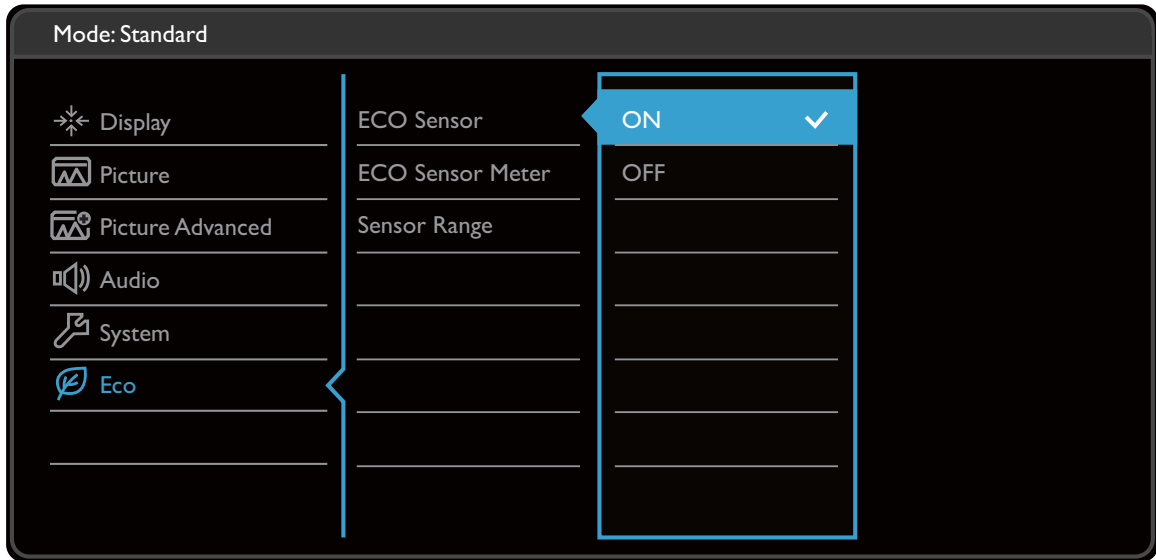 Mode: Standard
Display
Picture
Picture Advanced
Audio
System
Eco
ECO Sensor
ECO Sensor Meter
Sensor Range
ON
OFF